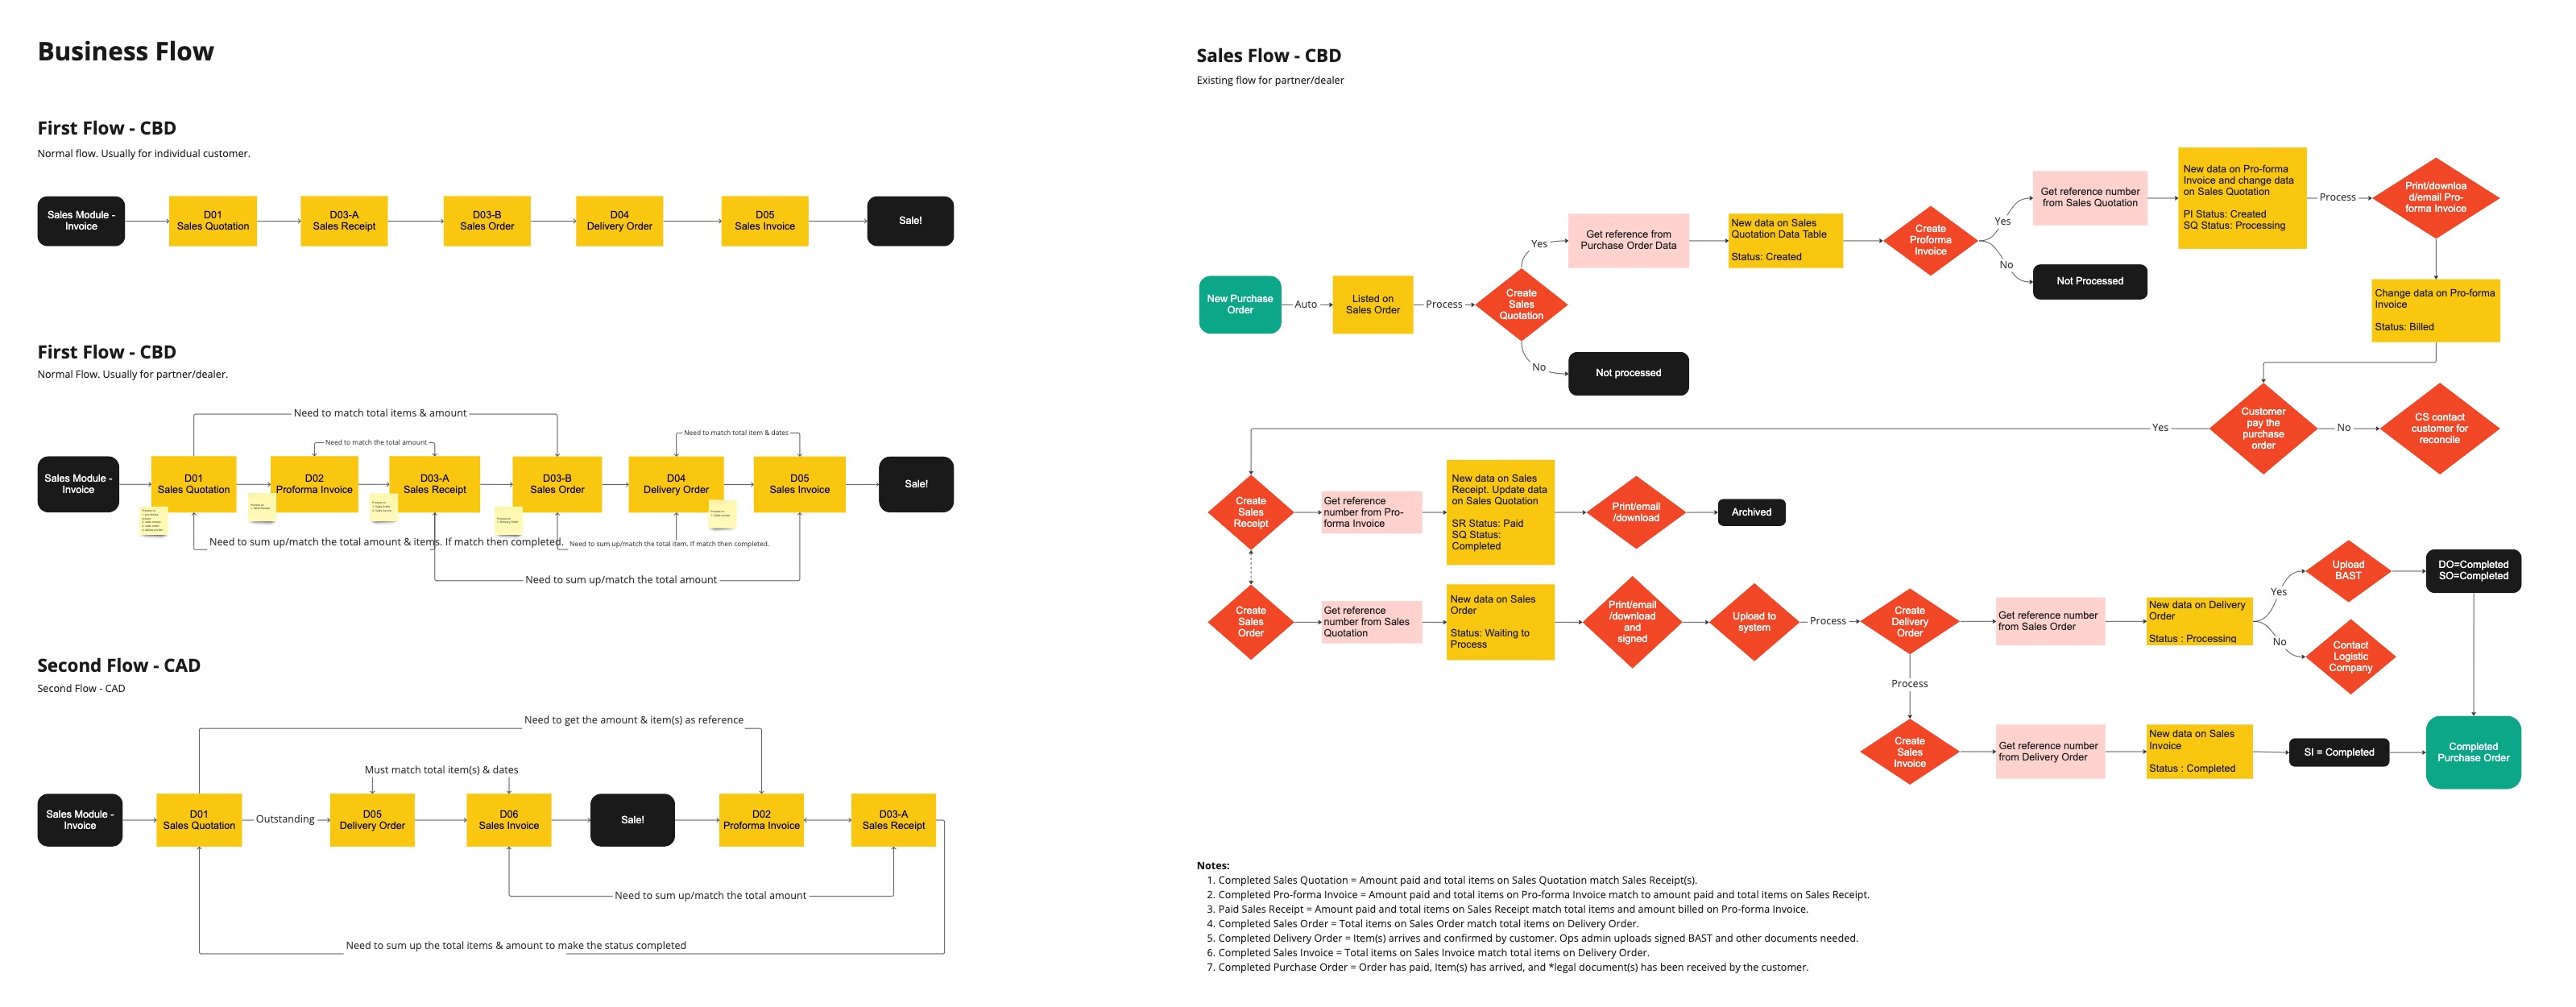 Business Flow
First Flow - CBD
Normal flow. Usually for individual customer.
Sales Module -
Invoice
D01
Sales Quotation
D03-A
Sales Receipt
D03-B
Sales Order
D04
Delivery Order
D05
Sales Invoice
Sale!
First Flow - CBD
Normal Flow. Usually for partner/dealer.
Need to match total items & amount
Need to match the total amount
Need to match total item & dates
Sales Module -
Invoice
D01
Sales Quotation
D02
Proforma Invoice
D03-A
Sales Receipt
D03-B
Sales Order
D04
Delivery Order
D05
Sales Invoice
Sale!
Need to sum up/match the total amount & items. If match then completed.
Need to sum up/match the total item. If match then completed.
Need to sum up/match the total amount
Second Flow - CAD
Second Flow - CAD
Need to get the amount & item(s) as reference
Must match total item(s) & dates
Sales Module -
Invoice
D01
Sales Quotation
Outstanding
D05
Delivery Order
D06
Sales Invoice
Sale!
D02
Proforma Invoice
D03-A
Sales Receipt
Need to sum up/match the total amount
Need to sum up the total items & amount to make the status completed
Sales Flow - CBD
Existing flow for partner/dealer
New Purchase
Order
Auto
Listed on
Sales Order
Process
Create
Sales
Quotation
Yes
No
Not processed
Get reference from
Purchase Order Data
New data on Sales
Quotation Data Table
Status: Created
Create
Proforma
Invoice
Yes
No
Not Processed
Get reference number
from Sales Quotation
New data on Pro-forma
Invoice and change data
on Sales Quotation
PI Status: Created
SQ Status: Processing
Process
Print/downloa
d/email Pro-
forma Invoice
Change data on Pro-forma
Invoice
Status: Billed
Customer
pay the
purchase
order
No
CS contact
customer for
reconcile
Yes
Create
Sales
Receipt
Get reference
number from Pro-
forma Invoice
New data on Sales
Receipt. Update data
on Sales Quotation
SR Status: Paid
SQ Status:
Completed
Print/email
/download
Archived
Create
Sales
Order
Get reference
number from Sales
Quotation
New data on Sales
Order
Status: Waiting to
Process
Print/email
/download
and
signed
Upload to
system
Process
Create
Delivery
Order
Get reference number
from Sales Order
New data on Delivery
Order
Status : Processing
Yes
Upload
BAST
DO=Completed
SO=Completed
No
Contact
Logistic
Company
Process
Create
Sales
Invoice
Get reference number
from Delivery Order
New data on Sales
Invoice
Status : Completed
SI = Completed
Completed
Purchase Order
Notes:
1. Completed Sales Quotation = Amount paid and total items on Sales Quotation match Sales Receipt(s).
2. Completed Pro-forma Invoice = Amount paid and total items on Pro-forma Invoice match to amount paid and total items on Sales Receipt.
3. Paid Sales Receipt = Amount paid and total items on Sales Receipt match total items and amount billed on Pro-forma Invoice.
4. Completed Sales Order = Total items on Sales Order match total items on Delivery Order.
5. Completed Delivery Order = Item(s) arrives and confirmed by customer. Ops admin uploads signed BAST and other documents needed.
6. Completed Sales Invoice = Total items on Sales Invoice match total items on Delivery Order.
7. Completed Purchase Order = Order has paid, Item(s) has arrived, and *legal document(s) has been received by the customer.